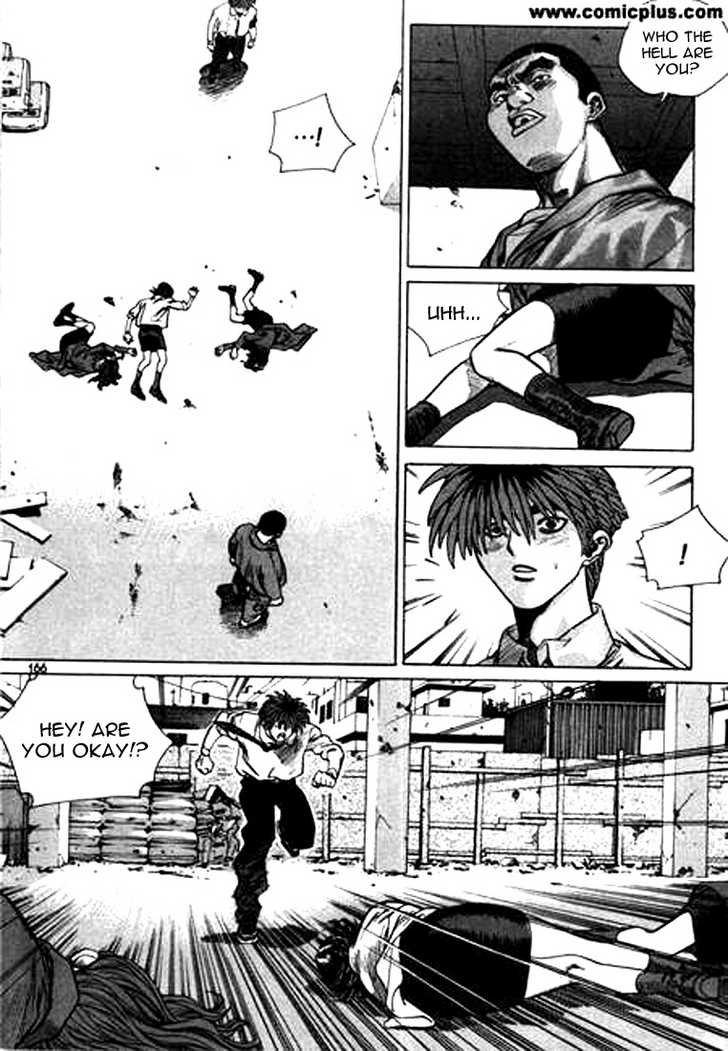 www.comicplus.com
WHO THE
HELL ARE
YOU?
...!
UHH...
!
166
HEY! ARE
YOU OKAY!?